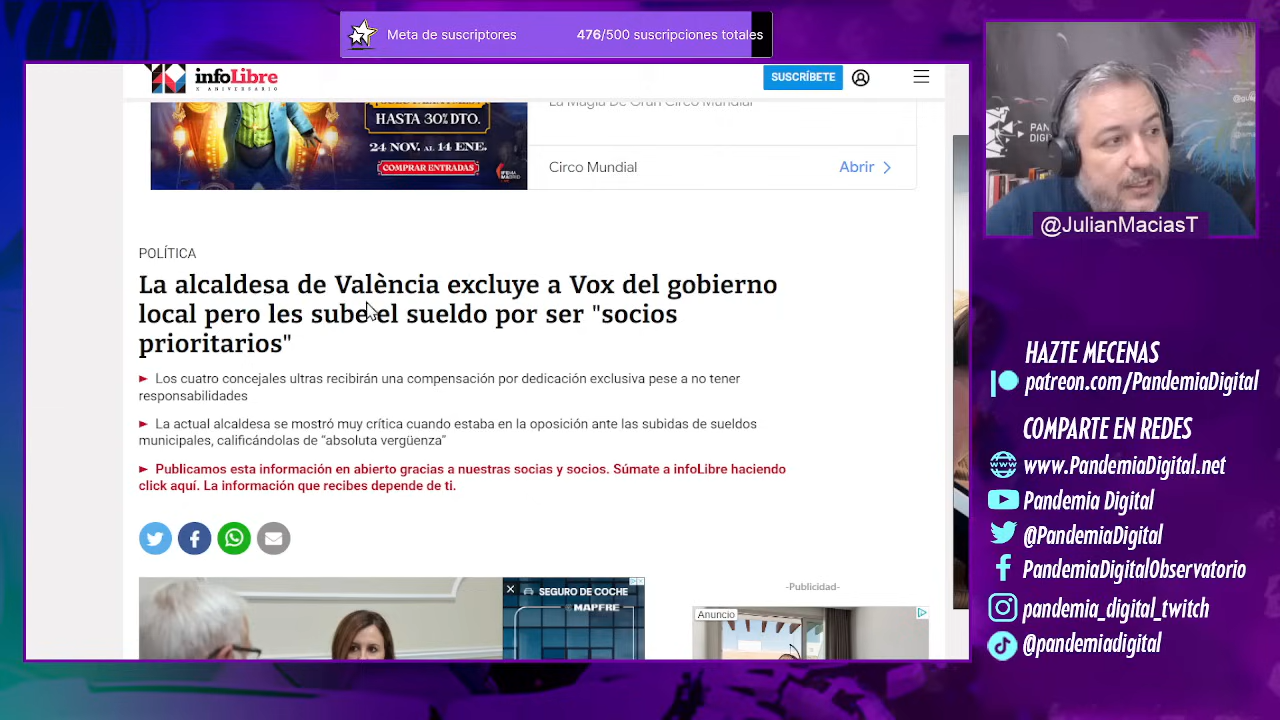 Meta de suscriptores 476/500 suscripciones totales
infoLibre
X ANIVERSARIO
SUSCRÍBETE
HASTA 30% DTO.
24 NOV. AL 14 ENE.
COMPRAR ENTRADAS
La Magia De Gran Circo Mundial
Circo Mundial
Abrir
POLÍTICA
La alcaldesa de València excluye a Vox del gobierno
local pero les sube el sueldo por ser "socios
prioritarios"
Los cuatro concejales ultras recibirán una compensación por dedicación exclusiva pese a no tener
responsabilidades
La actual alcaldesa se mostró muy crítica cuando estaba en la oposición ante las subidas de sueldos
municipales, calificándolas de “absoluta vergüenza”
Publicamos esta información en abierto gracias a nuestras socias y socios. Súmate a infoLibre haciendo
click aquí. La información que recibes depende de ti.
SEGURO DE COCHE
MAPFRE
-Publicidad-
Anuncio
@JulianMaciasT
HAZTE MECENAS
patreon.com/PandemiaDigital
COMPARTE EN REDES
www.PandemiaDigital.net
Pandemia Digital
@PandemiaDigital
PandemiaDigitalObservatorio
pandemia_digital_twitch
@pandemiadigital